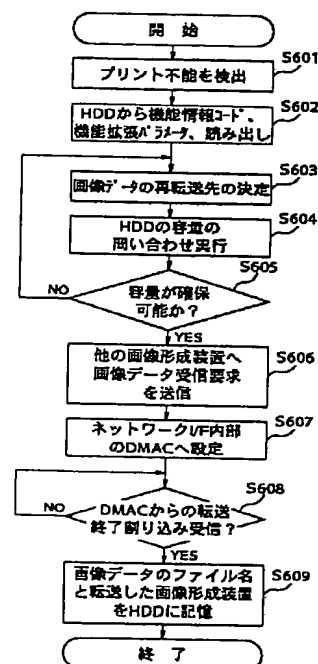 開 始
S601
プリント不能を検出
S602
HDDから機能情報コード、
機能拡張パラメータ、読み出し
S603
画像データの再転送先の決定
S604
HDDの容量の
問い合わせ実行
S605
容量が確保
可能か?
NO
YES
S606
他の画像形成装置へ
画像データ受信要求
を送信
S607
ネットワークI/F内部
のDMACへ設定
S608
DMACからの転送
終了割り込み受信?
NO
YES
S609
画像データのファイル名
と転送した画像形成装置
をHDDに記憶
終 了